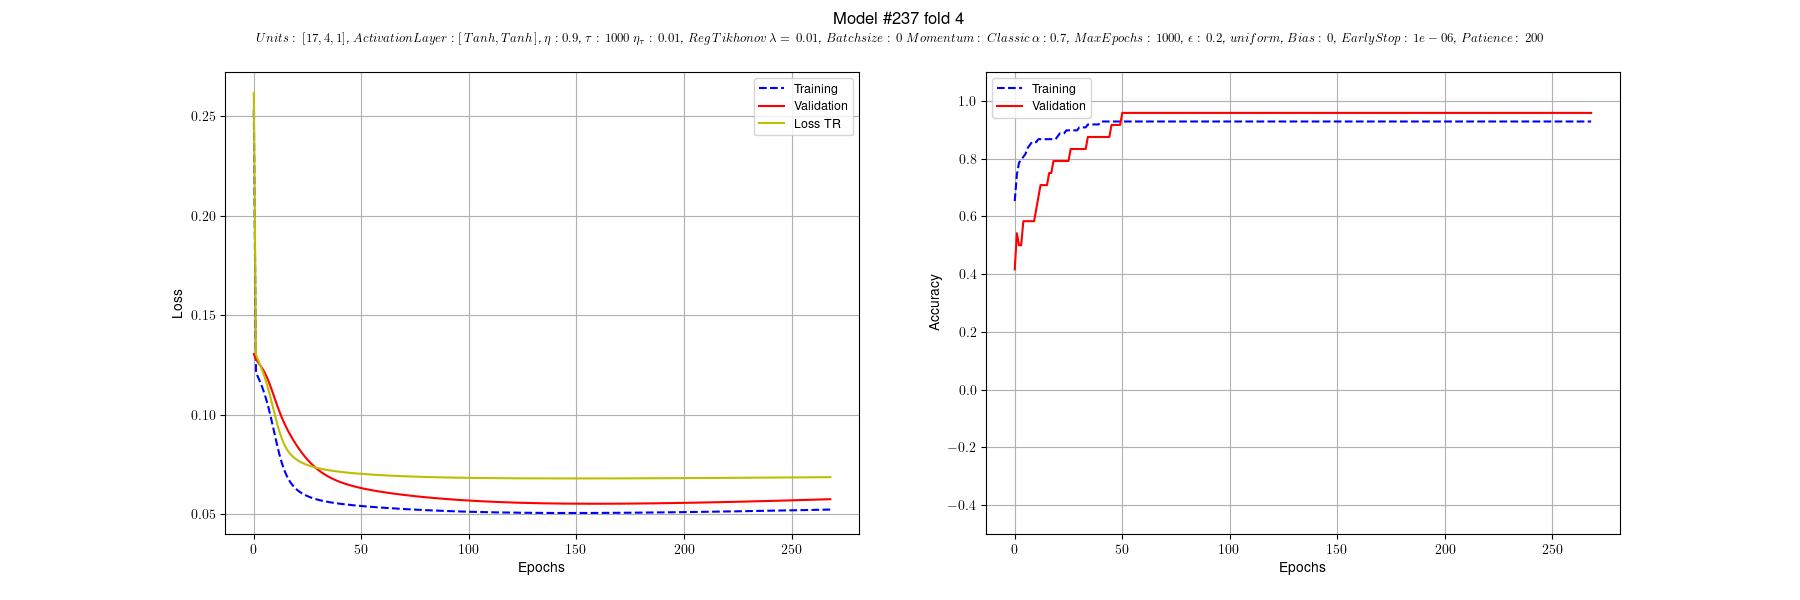 Model #237 fold 4
Units : [17, 4, 1], ActivationLayer : [Tanh, Tanh], η : 0.9, τ : 1000 ητ : 0.01, RegTikhonov λ = 0.01, Batchsize : 0 Momentum : Classic α : 0.7, MaxEpochs : 1000, ϵ : 0.2, uniform, Bias : 0, EarlyStop : 1e − 06, Patience : 200
Training
Validation
Loss TR
0.25
0.20
0.15
0.10
0.05
Loss
0 50 100 150 200 250
Epochs
Training
Validation
1.0
0.8
0.6
0.4
0.2
0.0
−0.2
−0.4
Accuracy
0 50 100 150 200 250
Epochs